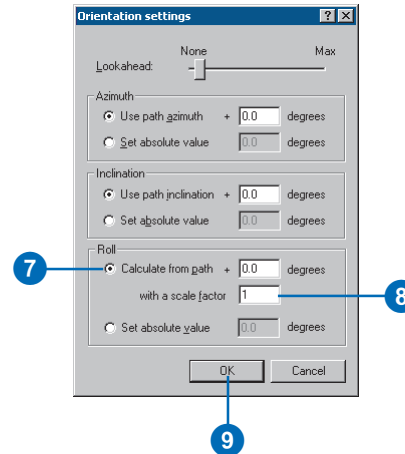 Orientation settings
None Max
Lookahead:
Azimuth
Use path azimuth + 0.0 degrees
Set absolute value 0.0 degrees
Inclination
Use path inclination + 0.0 degrees
Set absolute value 0.0 degrees
Roll
7 Calculate from path + 0.0 degrees
with a scale factor 1 8
Set absolute value 0.0 degrees
OK Cancel
9